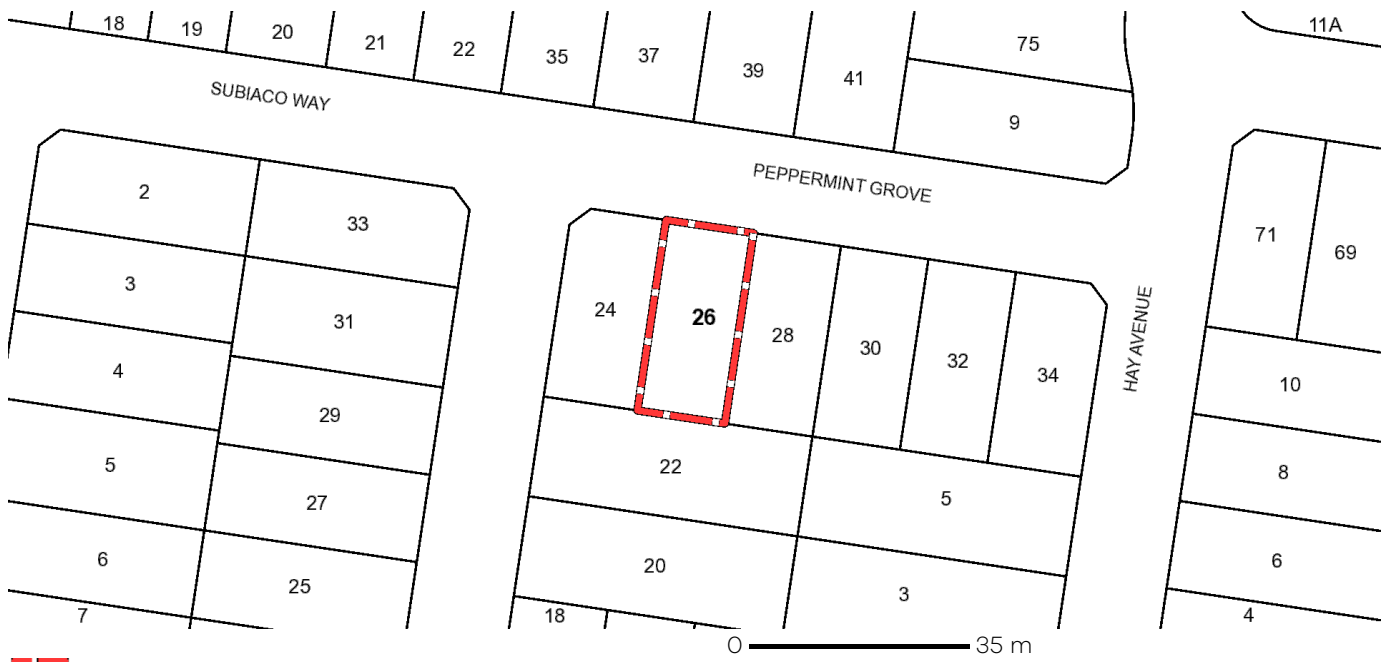 18 19 20 21 22 35 37 39 41 75 11A
9
SUBIACO WAY
PEPPERMINT GROVE
2 33
71 69
3 31
24 26 28 30 32 34
HAY AVENUE
4 29
10
5 27
22 5
8
6 25
20 3
6
7 18 4
0 35 m